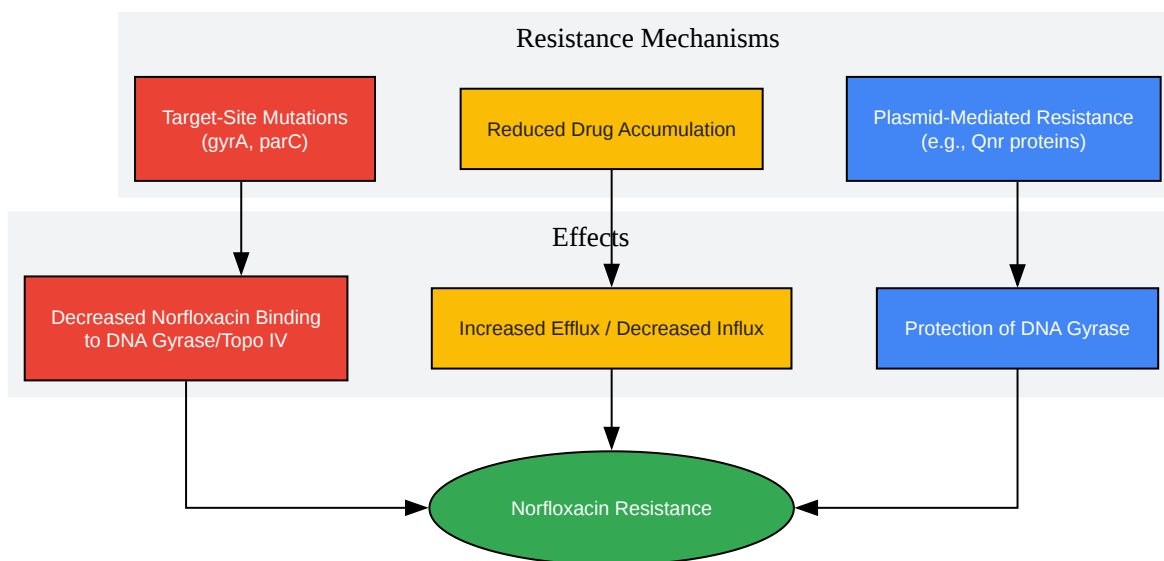 Resistance Mechanisms
Target-Site Mutations
(gyrA, parC)
Reduced Drug Accumulation
Plasmid-Mediated Resistance
(e.g., Qnr proteins)
Effects
Decreased Norfloxacin Binding
to DNA Gyrase/Topo IV
Increased Efflux / Decreased Influx
Protection of DNA Gyrase
Norfloxacin Resistance